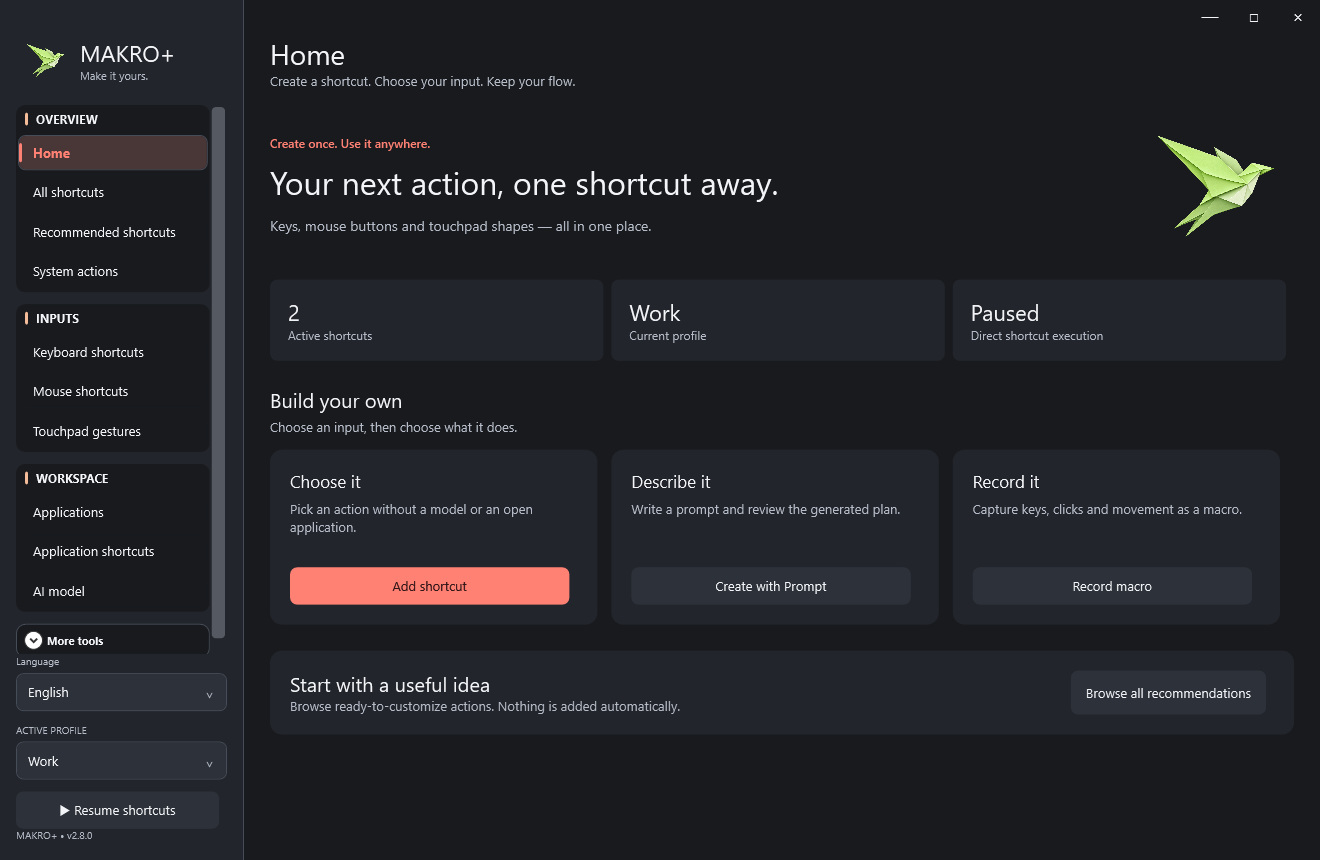 MAKRO+
Make it yours.
OVERVIEW
Home
All shortcuts
Recommended shortcuts
System actions
INPUTS
Keyboard shortcuts
Mouse shortcuts
Touchpad gestures
WORKSPACE
Applications
Application shortcuts
AI model
More tools
Language
English
ACTIVE PROFILE
Work
Resume shortcuts
MAKRO+ • v2.8.0
Home
Create a shortcut. Choose your input. Keep your flow.
Create once. Use it anywhere.
Your next action, one shortcut away.
Keys, mouse buttons and touchpad shapes — all in one place.
2
Active shortcuts
Work
Current profile
Paused
Direct shortcut execution
Build your own
Choose an input, then choose what it does.
Choose it
Pick an action without a model or an open
application.
Add shortcut
Describe it
Write a prompt and review the generated plan.
Create with Prompt
Record it
Capture keys, clicks and movement as a macro.
Record macro
Start with a useful idea
Browse ready-to-customize actions. Nothing is added automatically.
Browse all recommendations